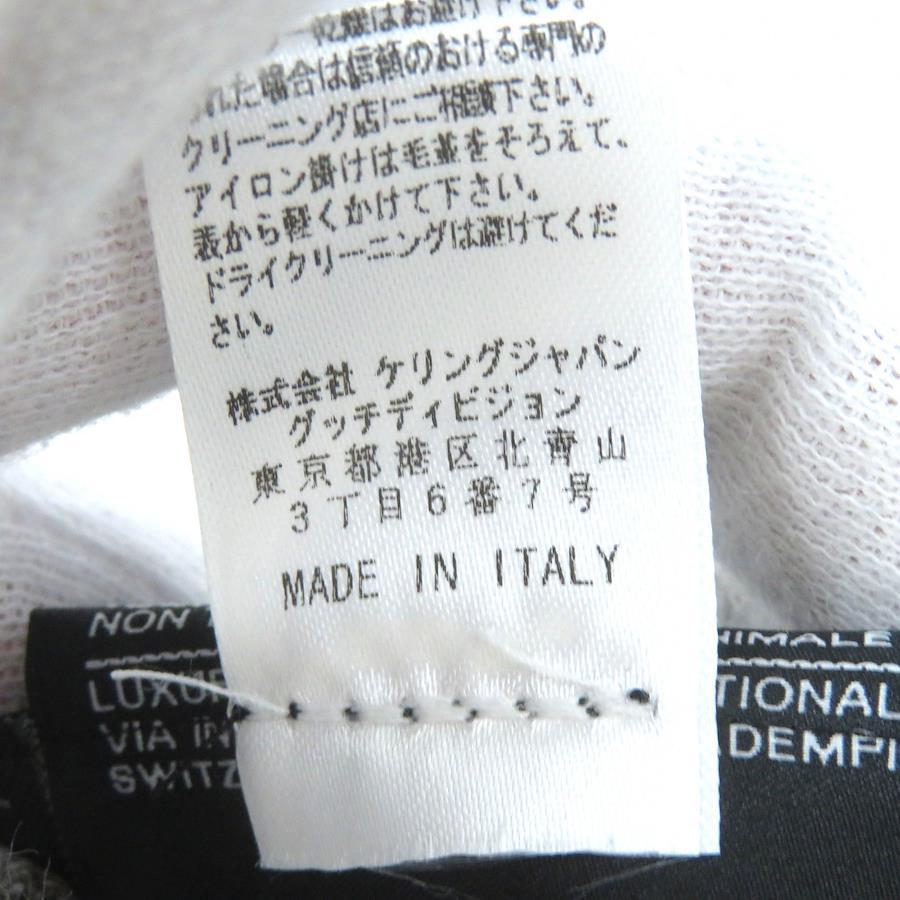 乾燥はお避け下さい。
れた場合は信頼のおける専門の
クリーニング店にご相談下さい。
アイロン掛けは毛並をそろえて、
表から軽くかけて下さい。
ドライクリーニングは避けてくだ
さい。
株式会社 ケリングジャパン
グッチディビジョン
東京都港区北青山
3丁目6番7号
MADE IN ITALY
NON
NIMALE
LUXUR TIONAL
VIA IN ADEMPI
SWITZ